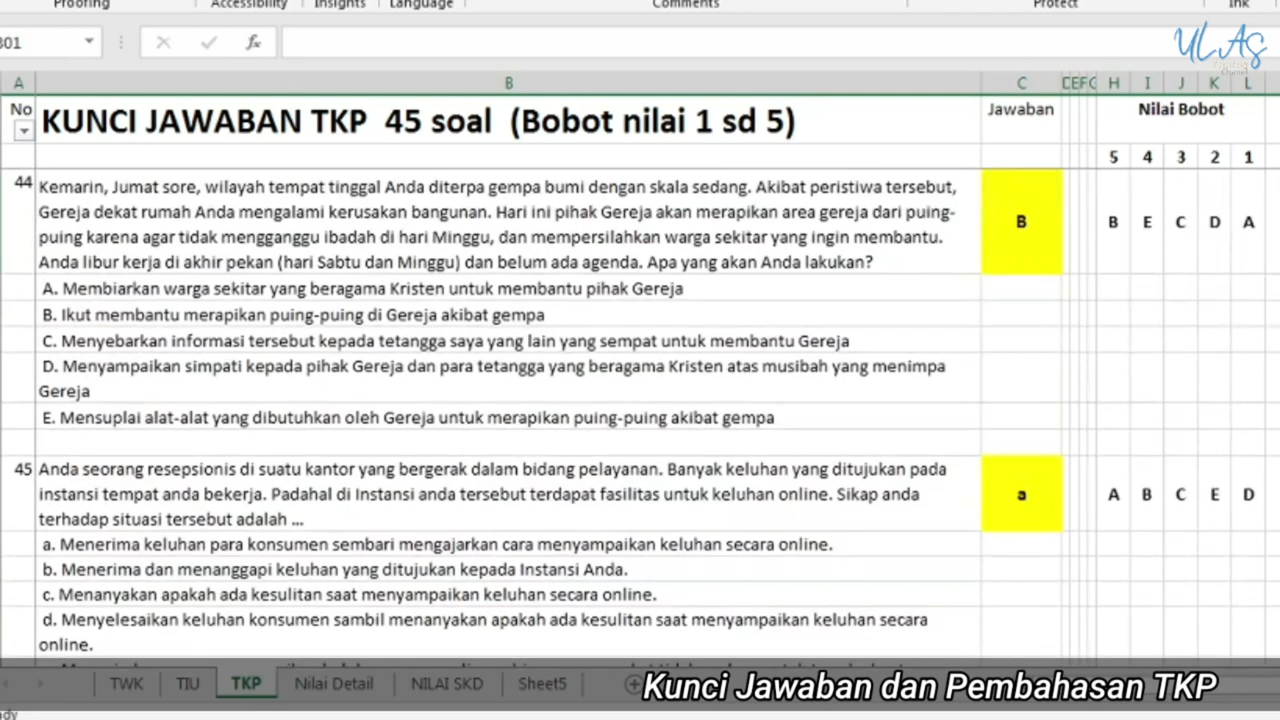 Proofing Accessibility Insights Language Comments Protect Ink
B01 fx
ULAS
Channel
A B C D E F G H I J K L
No KUNCI JAWABAN TKP 45 soal (Bobot nilai 1 sd 5) Jawaban Nilai Bobot
5 4 3 2 1
44 Kemarin, Jumat sore, wilayah tempat tinggal Anda diterpa gempa bumi dengan skala sedang. Akibat peristiwa tersebut,
Gereja dekat rumah Anda mengalami kerusakan bangunan. Hari ini pihak Gereja akan merapikan area gereja dari puing-
puing karena agar tidak mengganggu ibadah di hari Minggu, dan mempersilahkan warga sekitar yang ingin membantu.
Anda libur kerja di akhir pekan (hari Sabtu dan Minggu) dan belum ada agenda. Apa yang akan Anda lakukan?
B B E C D A
A. Membiarkan warga sekitar yang beragama Kristen untuk membantu pihak Gereja
B. Ikut membantu merapikan puing-puing di Gereja akibat gempa
C. Menyebarkan informasi tersebut kepada tetangga saya yang lain yang sempat untuk membantu Gereja
D. Menyampaikan simpati kepada pihak Gereja dan para tetangga yang beragama Kristen atas musibah yang menimpa
Gereja
E. Mensuplai alat-alat yang dibutuhkan oleh Gereja untuk merapikan puing-puing akibat gempa
45 Anda seorang resepsionis di suatu kantor yang bergerak dalam bidang pelayanan. Banyak keluhan yang ditujukan pada
instansi tempat anda bekerja. Padahal di Instansi anda tersebut terdapat fasilitas untuk keluhan online. Sikap anda
terhadap situasi tersebut adalah ...
a A B C E D
a. Menerima keluhan para konsumen sembari mengajarkan cara menyampaikan keluhan secara online.
b. Menerima dan menanggapi keluhan yang ditujukan kepada Instansi Anda.
c. Menanyakan apakah ada kesulitan saat menyampaikan keluhan secara online.
d. Menyelesaikan keluhan konsumen sambil menanyakan apakah ada kesulitan saat menyampaikan keluhan secara
online.
TWK TIU TKP Nilai Detail NILAI SKD Sheet5
Kunci Jawaban dan Pembahasan TKP